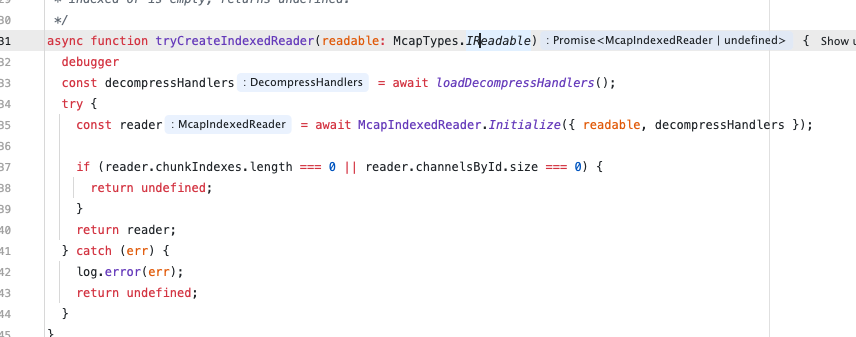 * indexed or is empty, returns undefined.
30 */
31 async function tryCreateIndexedReader(readable: McapTypes.IReadable) : Promise<McapIndexedReader | undefined> { Show u
32 debugger
33 const decompressHandlers : DecompressHandlers = await loadDecompressHandlers();
34 try {
35 const reader : McapIndexedReader = await McapIndexedReader.Initialize({ readable, decompressHandlers });
36
37 if (reader.chunkIndexes.length === 0 || reader.channelsById.size === 0) {
38 return undefined;
39 }
40 return reader;
41 } catch (err) {
42 log.error(err);
43 return undefined;
44 }
45 }